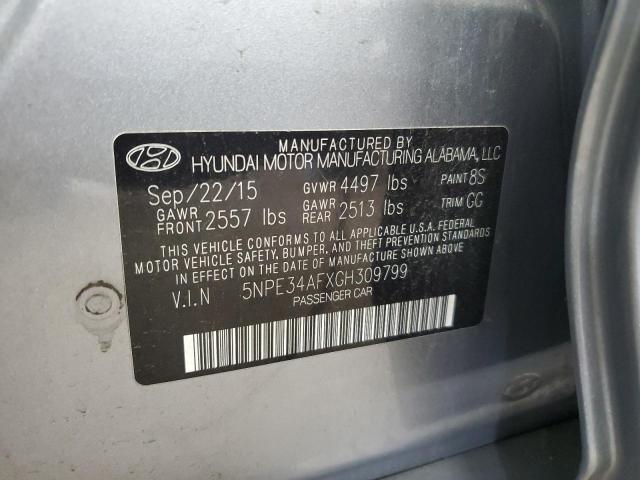 MANUFACTURED BY
HYUNDAI MOTOR MANUFACTURING ALABAMA, LLC
Sep/22/15 GVWR 4497 lbs PAINT 8S
GAWR FRONT 2557 lbs GAWR REAR 2513 lbs TRIM GG
THIS VEHICLE CONFORMS TO ALL APPLICABLE U.S.A. FEDERAL
MOTOR VEHICLE SAFETY, BUMPER, AND THEFT PREVENTION STANDARDS
IN EFFECT ON THE DATE OF MANUFACTURE SHOWN ABOVE
V.I.N 5NPE34AFXGH309799
PASSENGER CAR